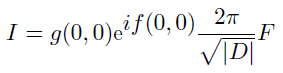 I = g(0,0)e^{if(0,0)} \frac{2\pi}{\sqrt{|D|}} F